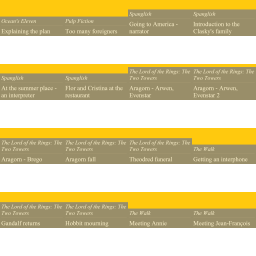 Ocean's Eleven
Explaining the plan
Pulp Fiction
Too many foreigners
Spanglish
Going to America -
narrator
Spanglish
Introduction to the
Clasky's family
Spanglish
At the summer place -
an interpreter
Spanglish
Flor and Cristina at the
restaurant
The Lord of the Rings: The
Two Towers
Aragorn - Arwen,
Evenstar
The Lord of the Rings: The
Two Towers
Aragorn - Arwen,
Evenstar 2
The Lord of the Rings: The
Two Towers
Aragorn - Brego
The Lord of the Rings: The
Two Towers
Aragorn fall
The Lord of the Rings: The
Two Towers
Theodred funeral
The Walk
Getting an interphone
The Lord of the Rings: The
Two Towers
Gandalf returns
The Lord of the Rings: The
Two Towers
Hobbit mourning
The Walk
Meeting Annie
The Walk
Meeting Jean-François